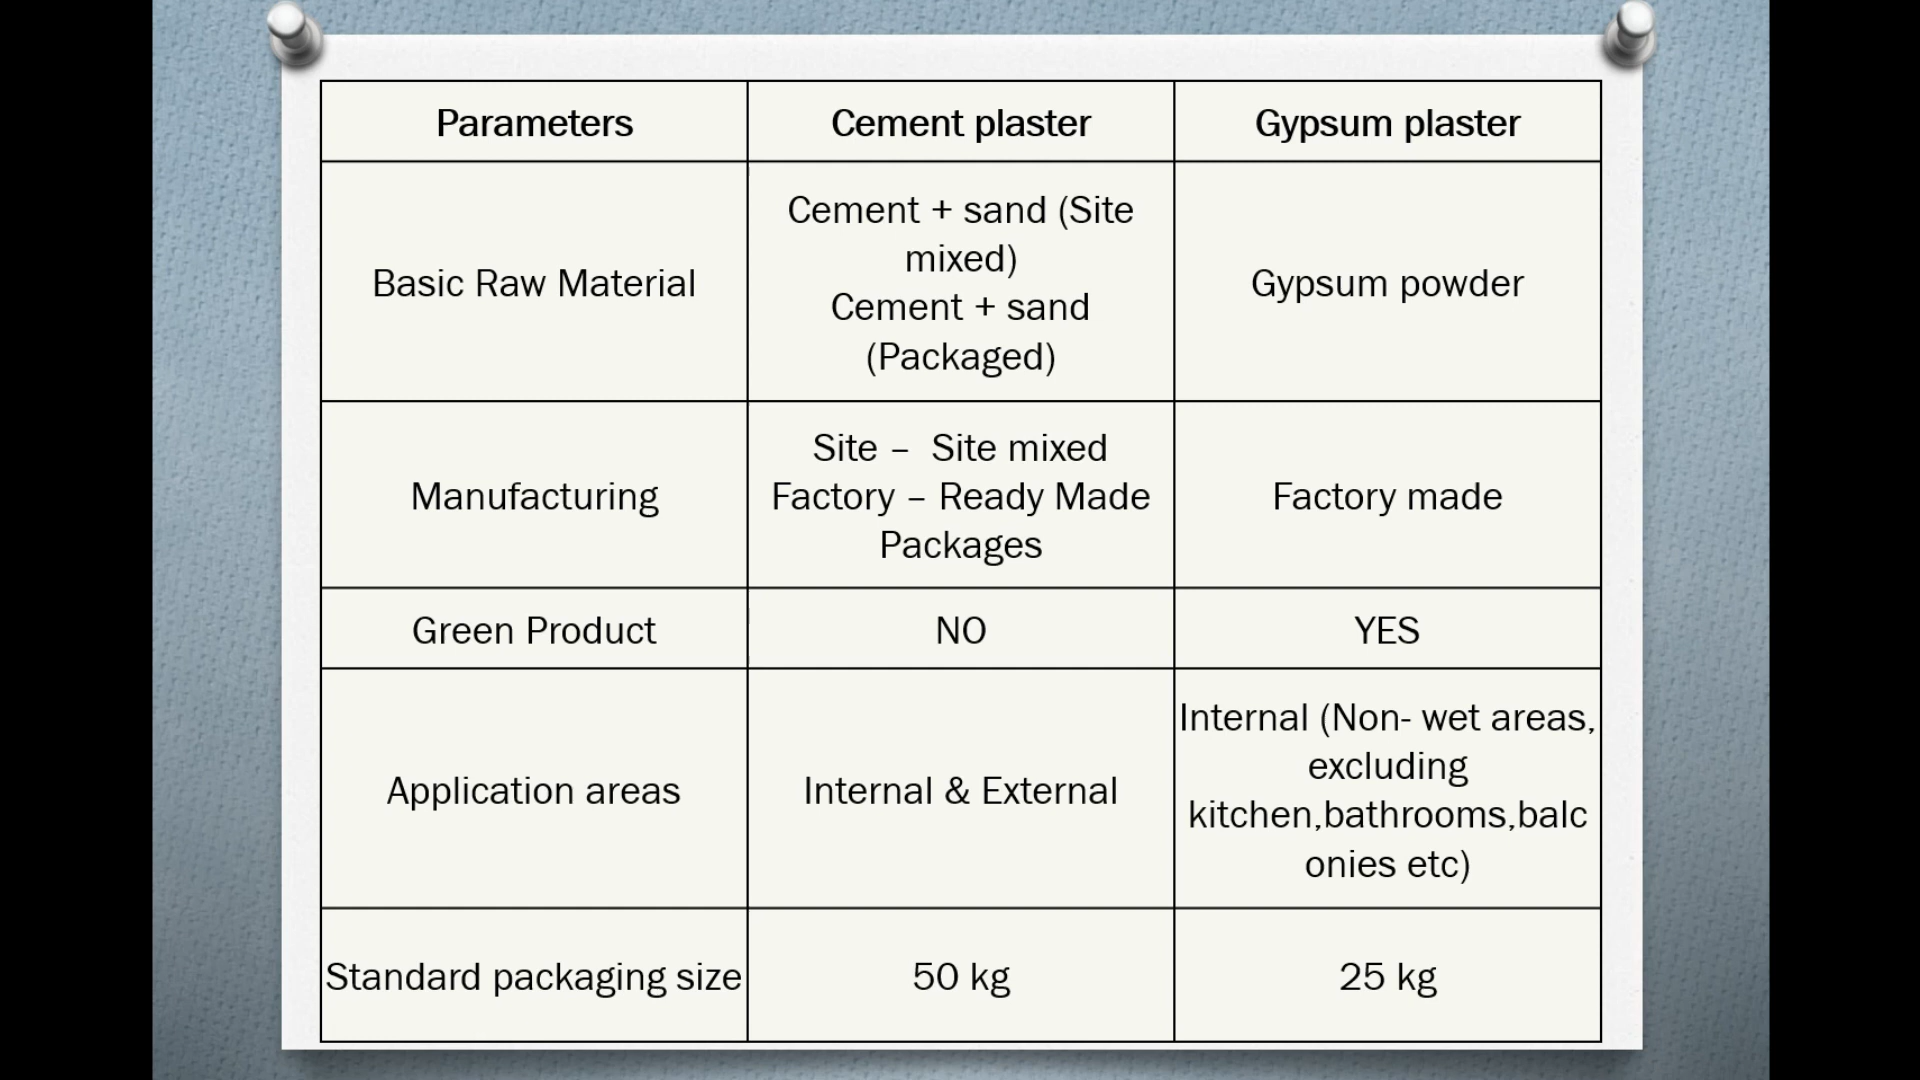 Parameters
Cement plaster
Gypsum plaster
Basic Raw Material
Cement + sand (Site
mixed)
Cement + sand
(Packaged)
Gypsum powder
Manufacturing
Site –  Site mixed
Factory – Ready Made
Packages
Factory made
Green Product
NO
YES
Application areas
Internal & External
Internal (Non- wet areas,
excluding
kitchen,bathrooms,balc
onies etc)
Standard packaging size
50 kg
25 kg